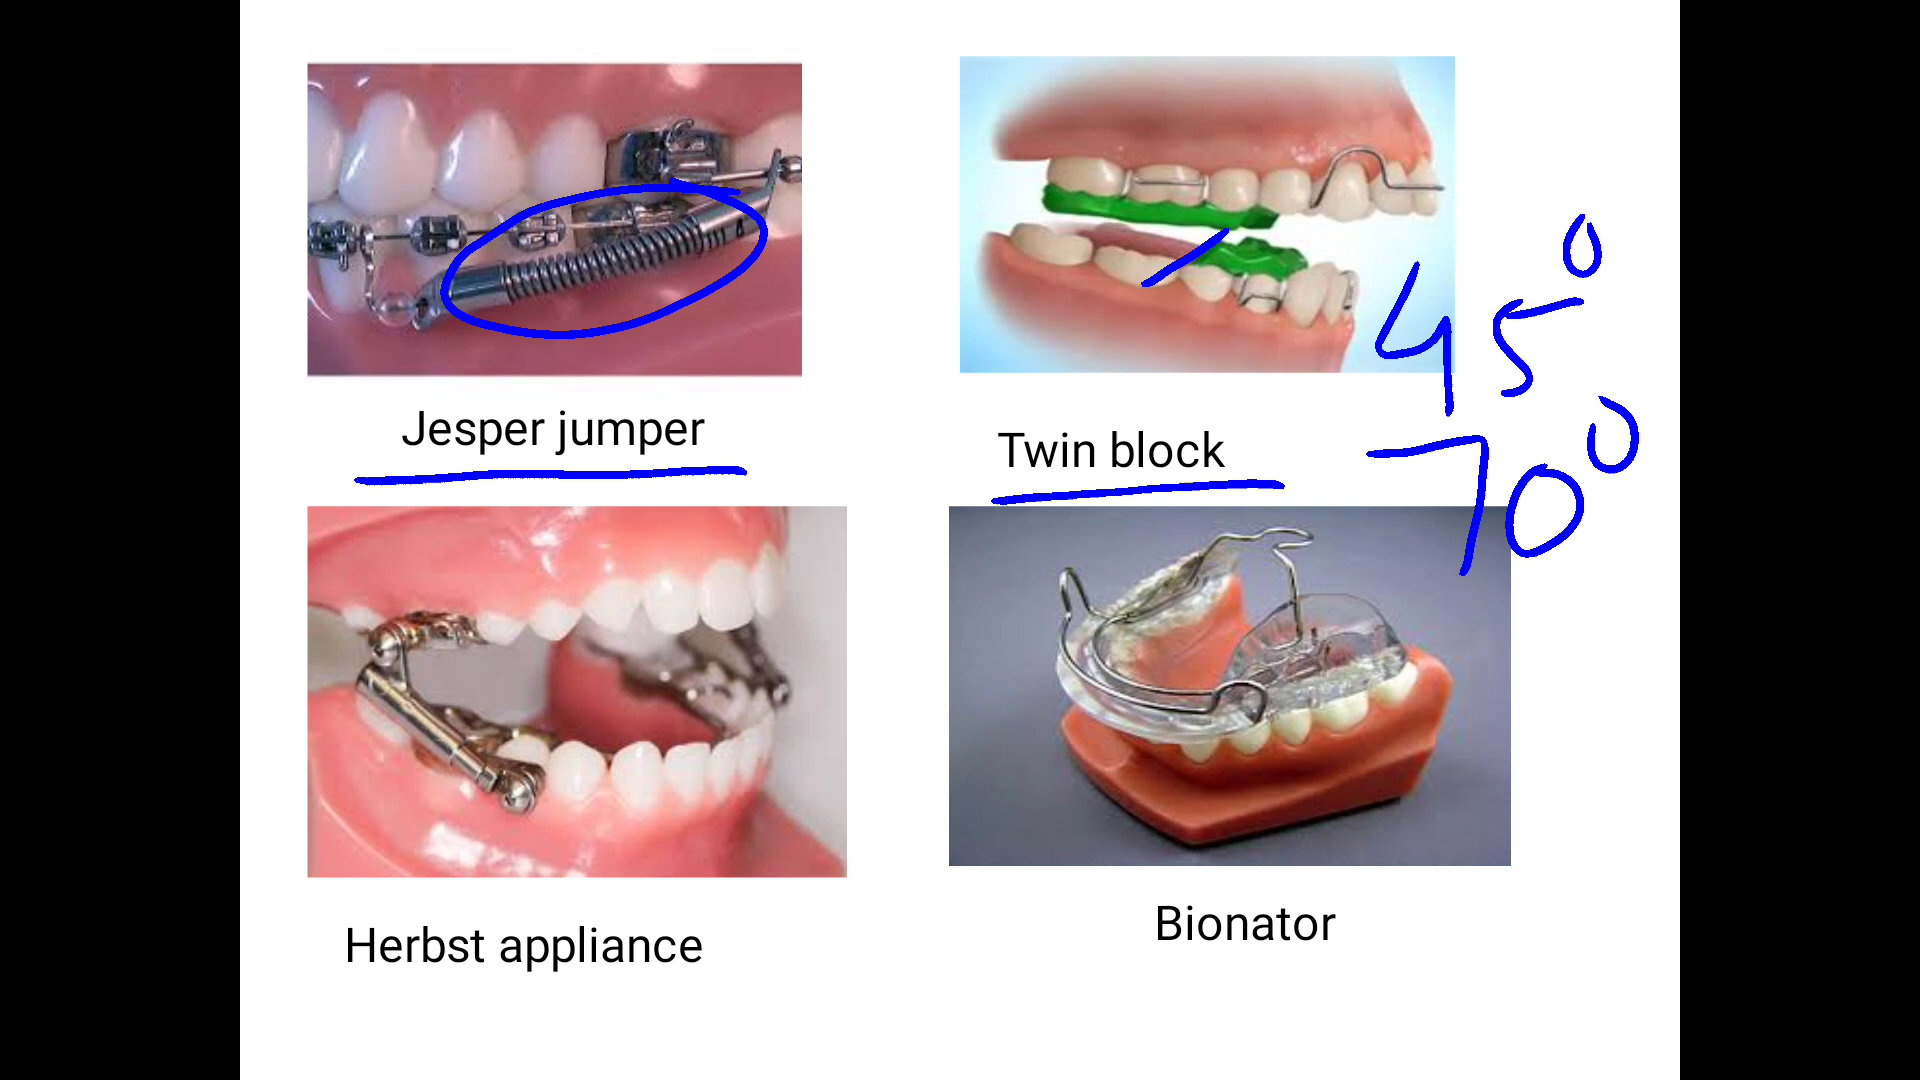 Jesper jumper
Twin block
45°
70°
Herbst appliance
Bionator